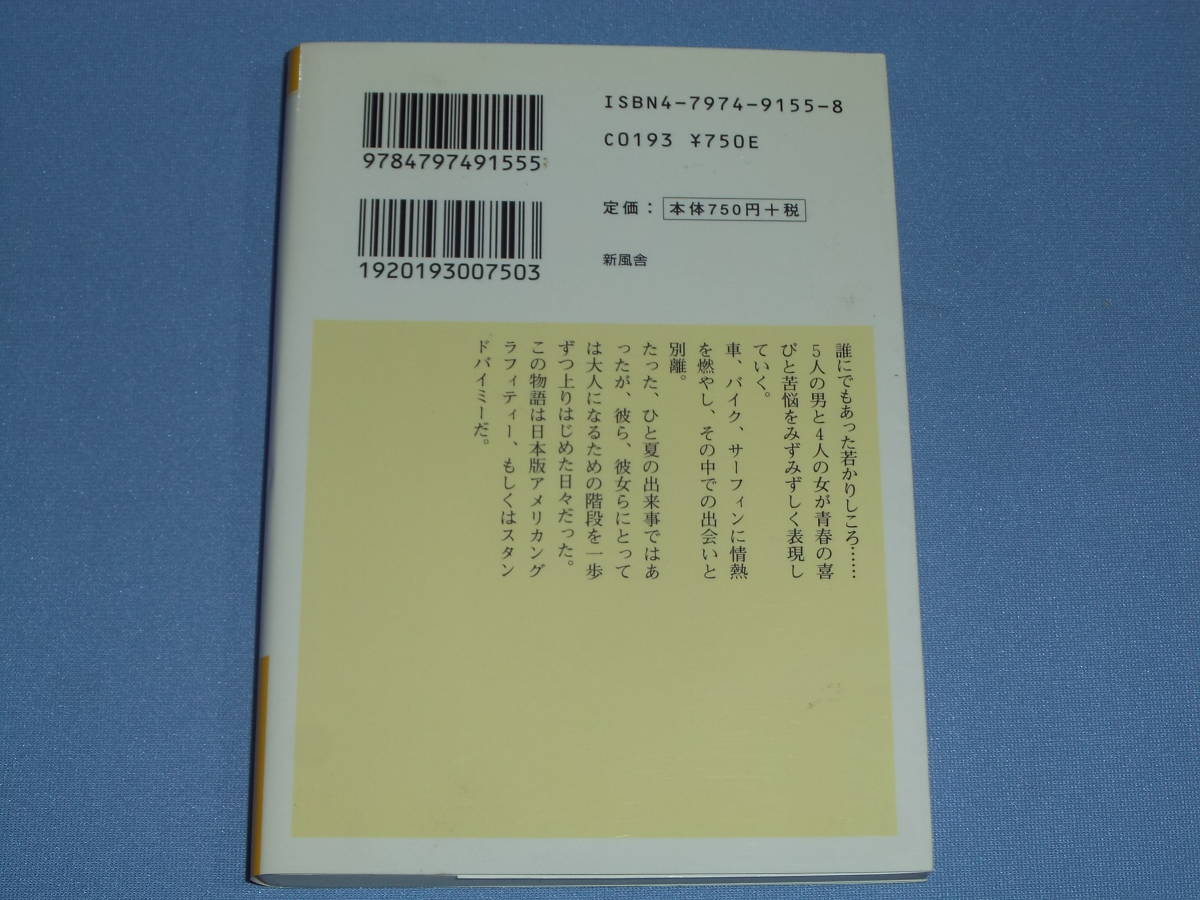 ISBN4-7974-9155-8
C0193 ¥750E
9784797491555
定価： 本体750円＋税
1920193007503
新風舎
誰にでもあった若かりしころ……
5人の男と4人の女が青春の喜
びと苦悩をみずみずしく表現し
ていく。
車、バイク、サーフィンに情熱
を燃やし、その中での出会いと
別離。
たった、ひと夏の出来事ではあ
ったが、彼ら、彼女らにとって
は大人になるための階段を一歩
ずつ上りはじめた日々だった。
この物語は日本版アメリカング
ラフィティー、もしくはスタン
ドバイミーだ。